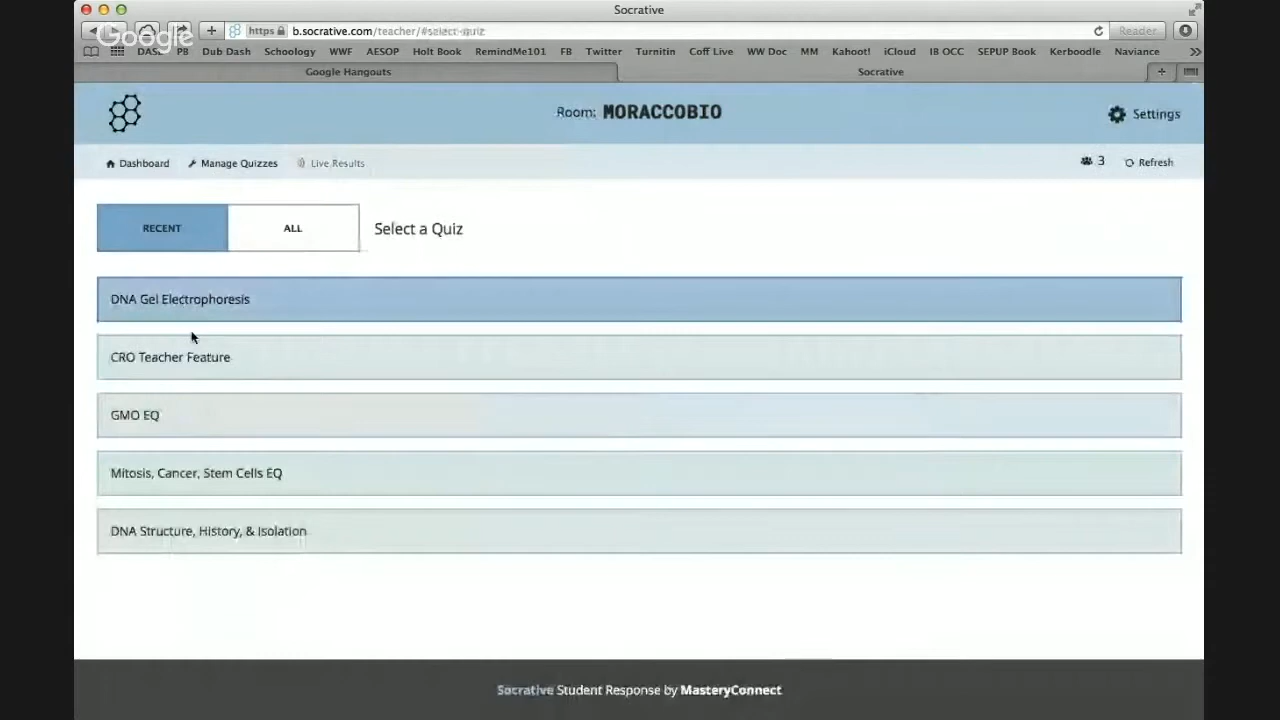 Socrative
Google
https b.socrative.com/teacher/#select-quiz
Reader
DASL PB Dub Dash Schoology WWF AESOP Holt Book RemindMe101 FB Twitter Turnitin Coff Live WW Doc MM Kahoot! iCloud IB OCC SEPUP Book Kerboodle Naviance
Google Hangouts Socrative
Room: MORACCOBIO
Settings
Dashboard Manage Quizzes Live Results 3 Refresh
RECENT ALL Select a Quiz
DNA Gel Electrophoresis
CRO Teacher Feature
GMO EQ
Mitosis, Cancer, Stem Cells EQ
DNA Structure, History, & Isolation
Socrative Student Response by MasteryConnect